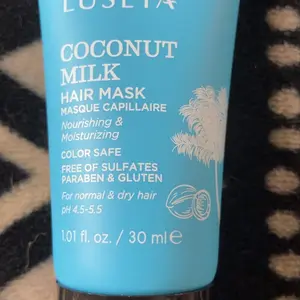 LUSETA
COCONUT
MILK
HAIR MASK
MASQUE CAPILLAIRE
Nourishing &
Moisturizing
COLOR SAFE
FREE OF SULFATES
PARABEN & GLUTEN
For normal & dry hair
pH 4.5-5.5
1.01 fl. oz. / 30 ml ℮